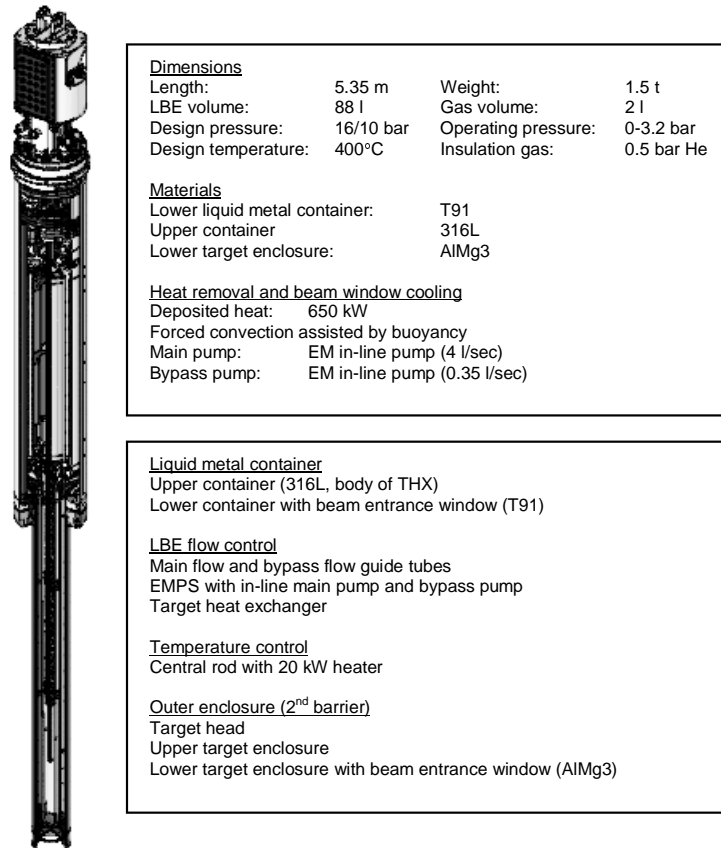 Dimensions
Length: 5.35 m Weight: 1.5 t
LBE volume: 88 l Gas volume: 2 l
Design pressure: 16/10 bar Operating pressure: 0-3.2 bar
Design temperature: 400°C Insulation gas: 0.5 bar He
Materials
Lower liquid metal container: T91
Upper container 316L
Lower target enclosure: AlMg3
Heat removal and beam window cooling
Deposited heat: 650 kW
Forced convection assisted by buoyancy
Main pump: EM in-line pump (4 l/sec)
Bypass pump: EM in-line pump (0.35 l/sec)
Liquid metal container
Upper container (316L, body of THX)
Lower container with beam entrance window (T91)
LBE flow control
Main flow and bypass flow guide tubes
EMPS with in-line main pump and bypass pump
Target heat exchanger
Temperature control
Central rod with 20 kW heater
Outer enclosure (2nd barrier)
Target head
Upper target enclosure
Lower target enclosure with beam entrance window (AlMg3)